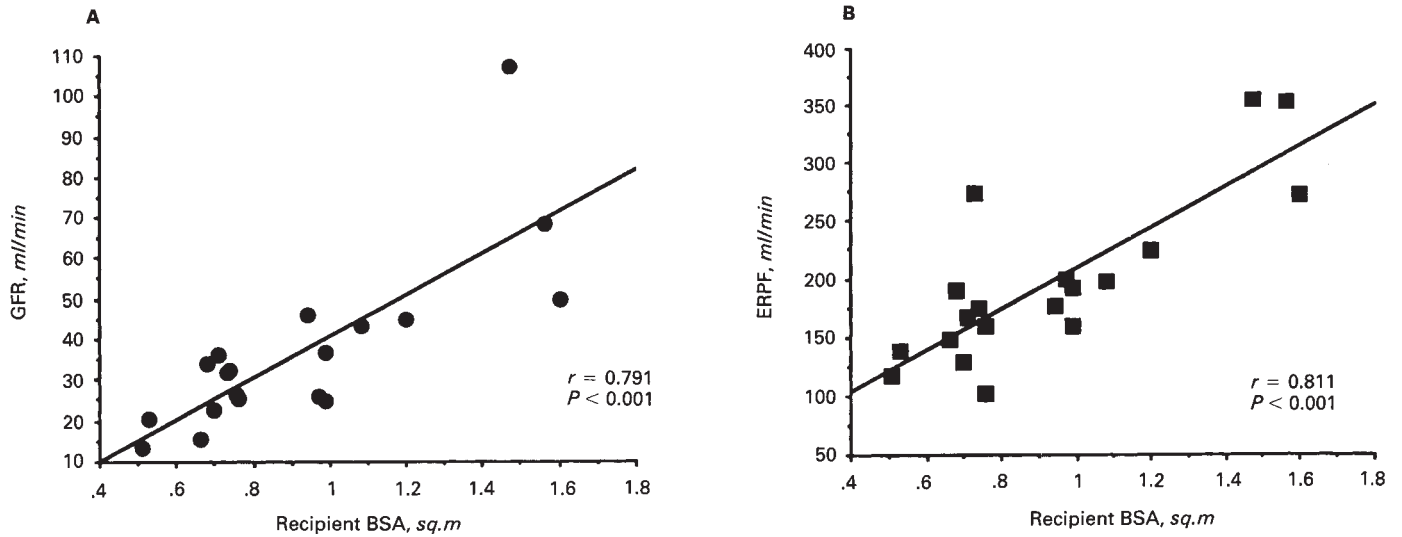 A
110
100
90
80
70
60
50
40
30
20
10
GFR, ml/min
r = 0.791
P < 0.001
.4 .6 .8 1 1.2 1.4 1.6 1.8
Recipient BSA, sq.m
B
400
350
300
250
200
150
100
50
ERPF, ml/min
r = 0.811
P < 0.001
.4 .6 .8 1 1.2 1.4 1.6 1.8
Recipient BSA, sq.m